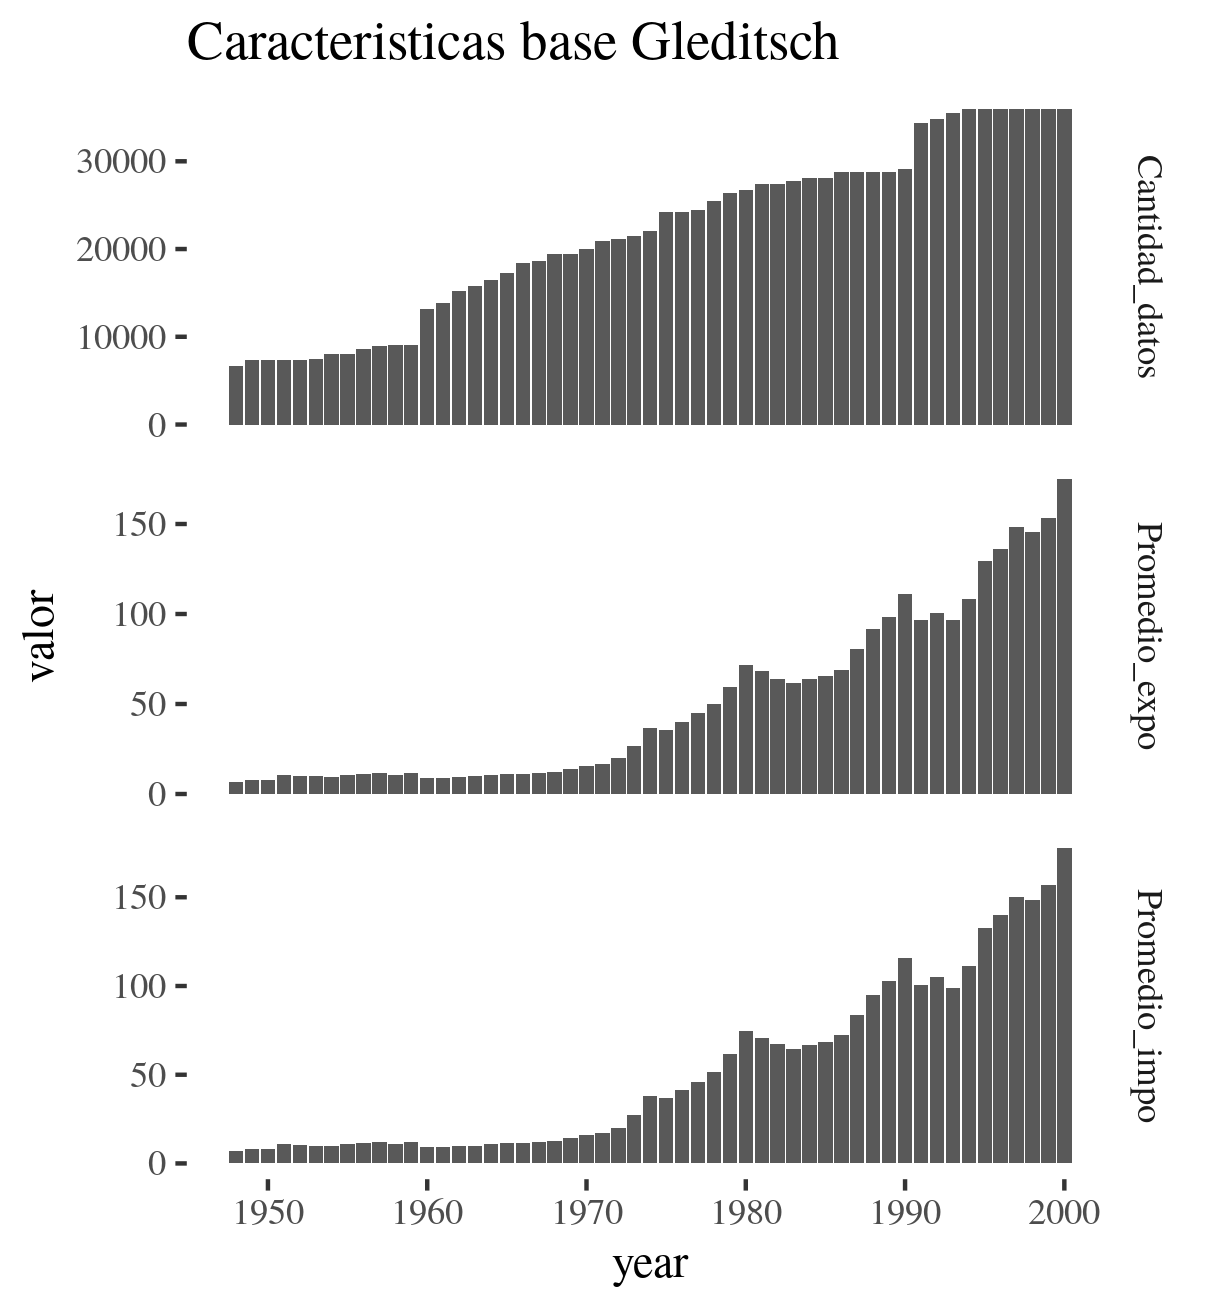 Caracteristicas base Gleditsch
30000
20000
10000
0
Cantidad_datos
150
100
50
0
Promedio_expo
valor
150
100
50
0
Promedio_impo
1950 1960 1970 1980 1990 2000
year